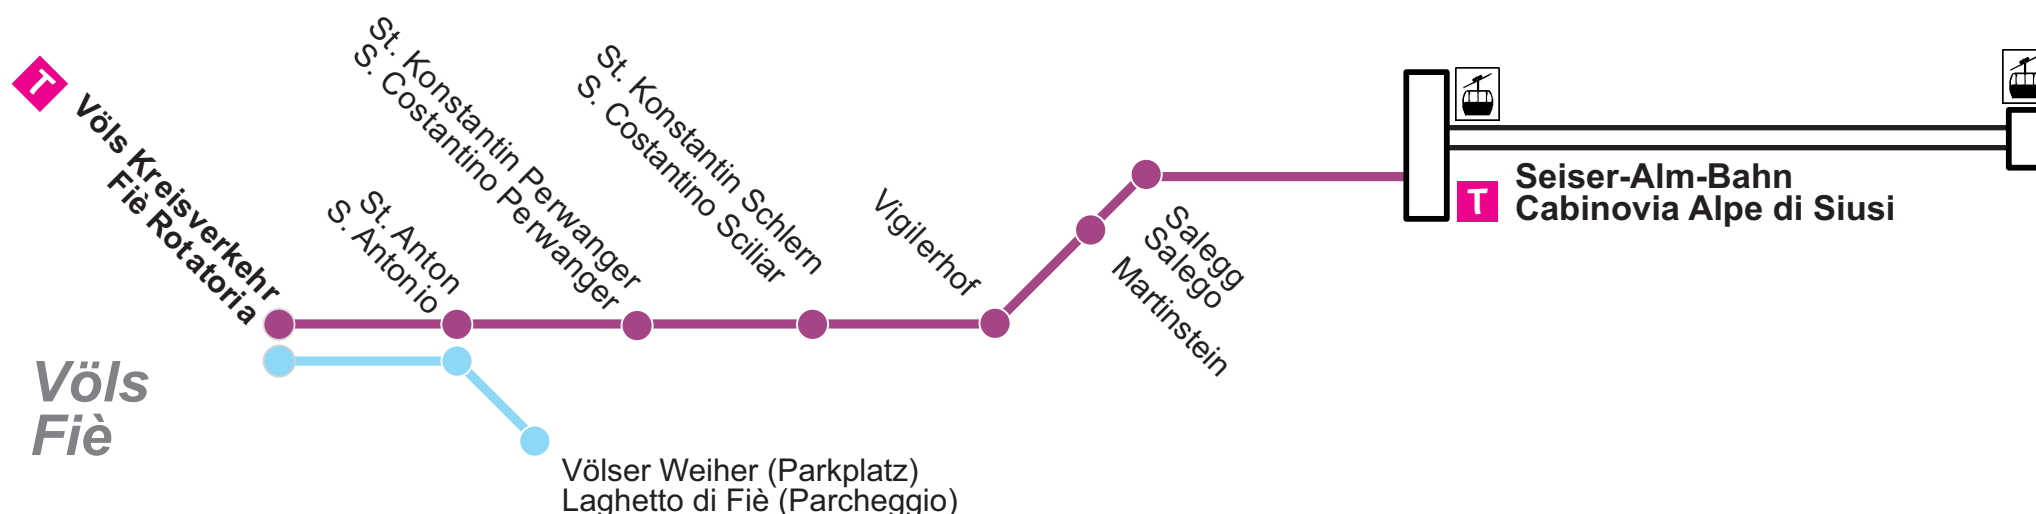 T
Völs Kreisverkehr
Fiè Rotatoria
St. Anton
S. Antonio
St. Konstantin Perwanger
S. Costantino Perwanger
St. Konstantin Schlern
S. Costantino Sciliar
Vigilerhof
Martinstein
Salegg
Salego
T
Seiser-Alm-Bahn
Cabinovia Alpe di Siusi
Völs
Fiè
Völser Weiher (Parkplatz)
Laghetto di Fiè (Parcheggio)